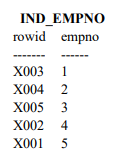 IND_EMPNO
rowid empno
------- ------
X003 1
X004 2
X005 3
X002 4
X001 5